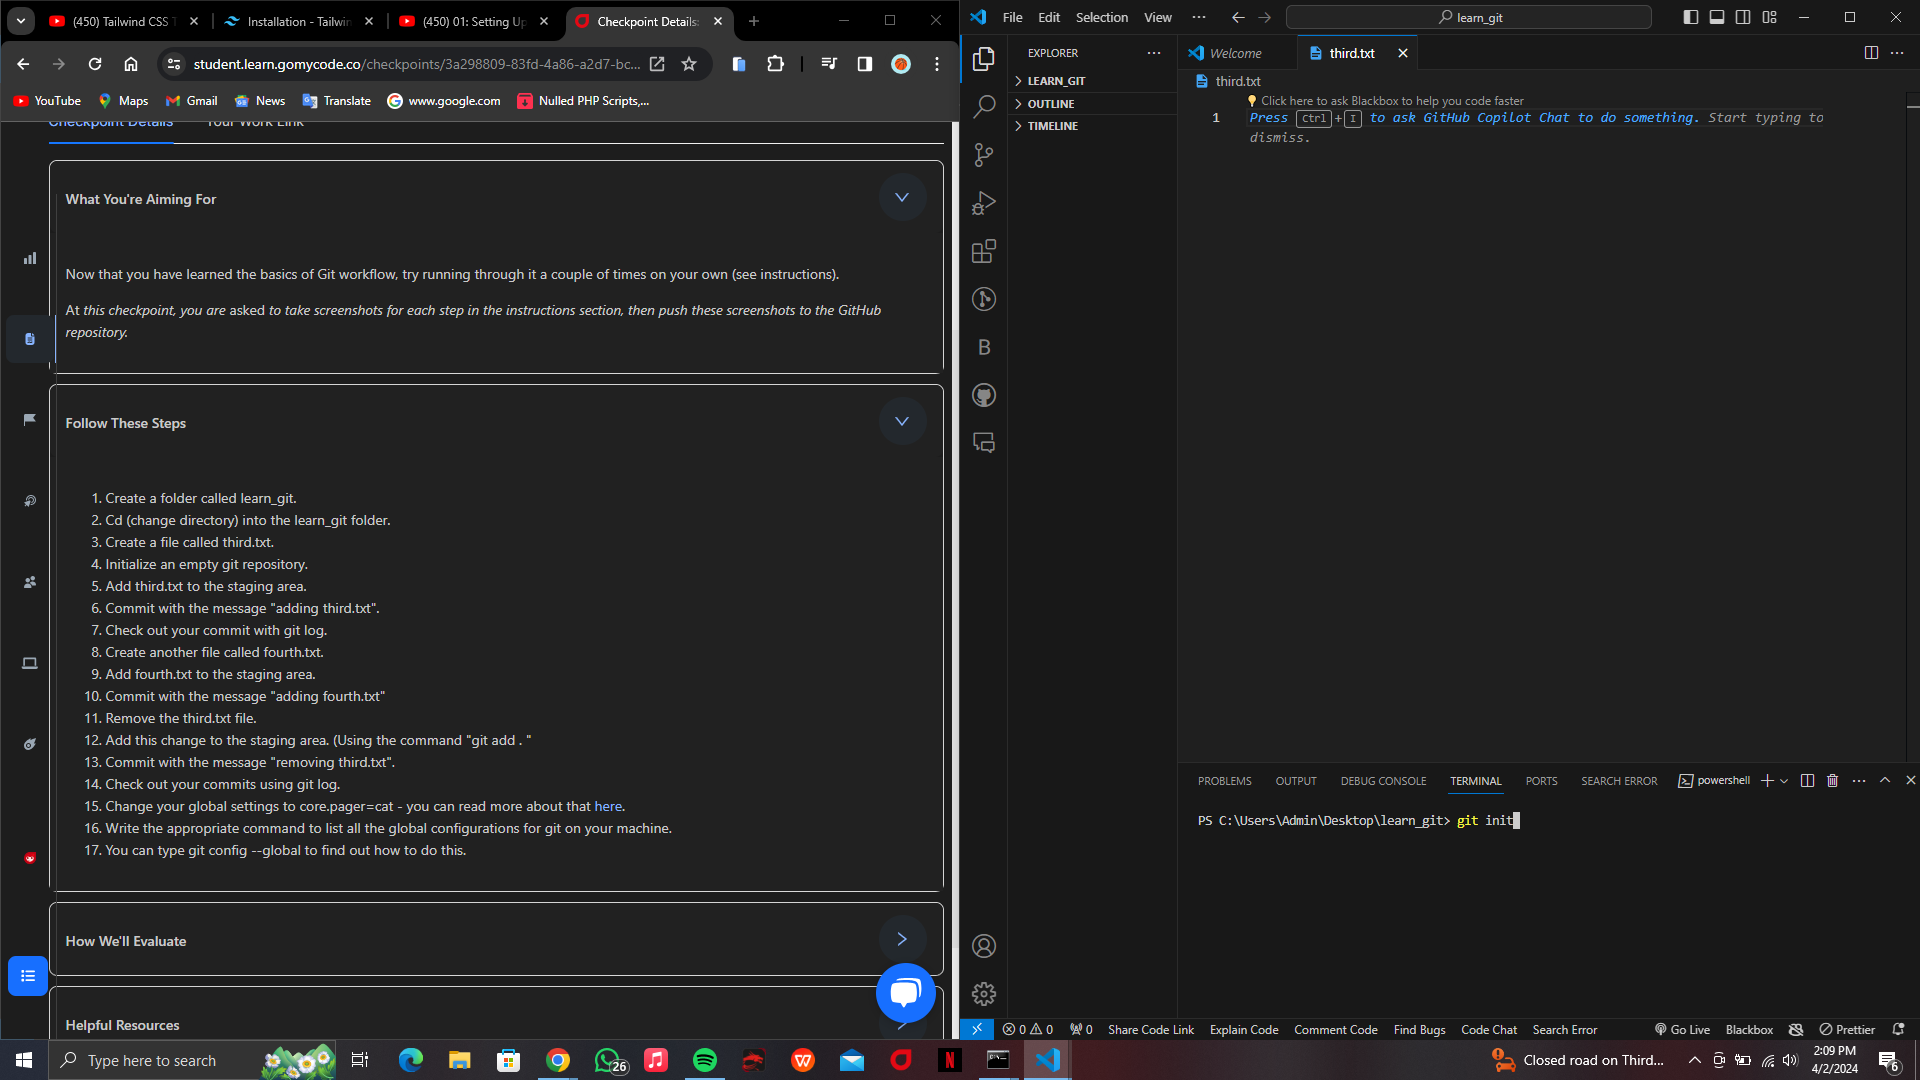 (450) Tailwind CSS T
Installation - Tailwin
(450) 01: Setting Up
Checkpoint Details:
student.learn.gomycode.co/checkpoints/3a298809-83fd-4a86-a2d7-bc...
YouTube
Maps
Gmail
News
Translate
www.google.com
Nulled PHP Scripts,...
Checkpoint Details
Your Work Link
What You're Aiming For
Now that you have learned the basics of Git workflow, try running through it a couple of times on your own (see instructions).
At this checkpoint, you are asked to take screenshots for each step in the instructions section, then push these screenshots to the GitHub
repository.
Follow These Steps
1. Create a folder called learn_git.
2. Cd (change directory) into the learn_git folder.
3. Create a file called third.txt.
4. Initialize an empty git repository.
5. Add third.txt to the staging area.
6. Commit with the message "adding third.txt".
7. Check out your commit with git log.
8. Create another file called fourth.txt.
9. Add fourth.txt to the staging area.
10. Commit with the message "adding fourth.txt"
11. Remove the third.txt file.
12. Add this change to the staging area. (Using the command "git add . "
13. Commit with the message "removing third.txt".
14. Check out your commits using git log.
15. Change your global settings to core.pager=cat - you can read more about that here.
16. Write the appropriate command to list all the global configurations for git on your machine.
17. You can type git config --global to find out how to do this.
How We'll Evaluate
Helpful Resources
File Edit Selection View ···
learn_git
EXPLORER
LEARN_GIT
OUTLINE
TIMELINE
Welcome
third.txt
third.txt
Click here to ask Blackbox to help you code faster
1 Press Ctrl+I to ask GitHub Copilot Chat to do something. Start typing to
dismiss.
B
PROBLEMS OUTPUT DEBUG CONSOLE TERMINAL PORTS SEARCH ERROR
powershell
PS C:\Users\Admin\Desktop\learn_git> git init
0 0 0 Share Code Link Explain Code Comment Code Find Bugs Code Chat Search Error
Go Live Blackbox Prettier
Type here to search
26
W
N
Closed road on Third...
2:09 PM
4/2/2024
6